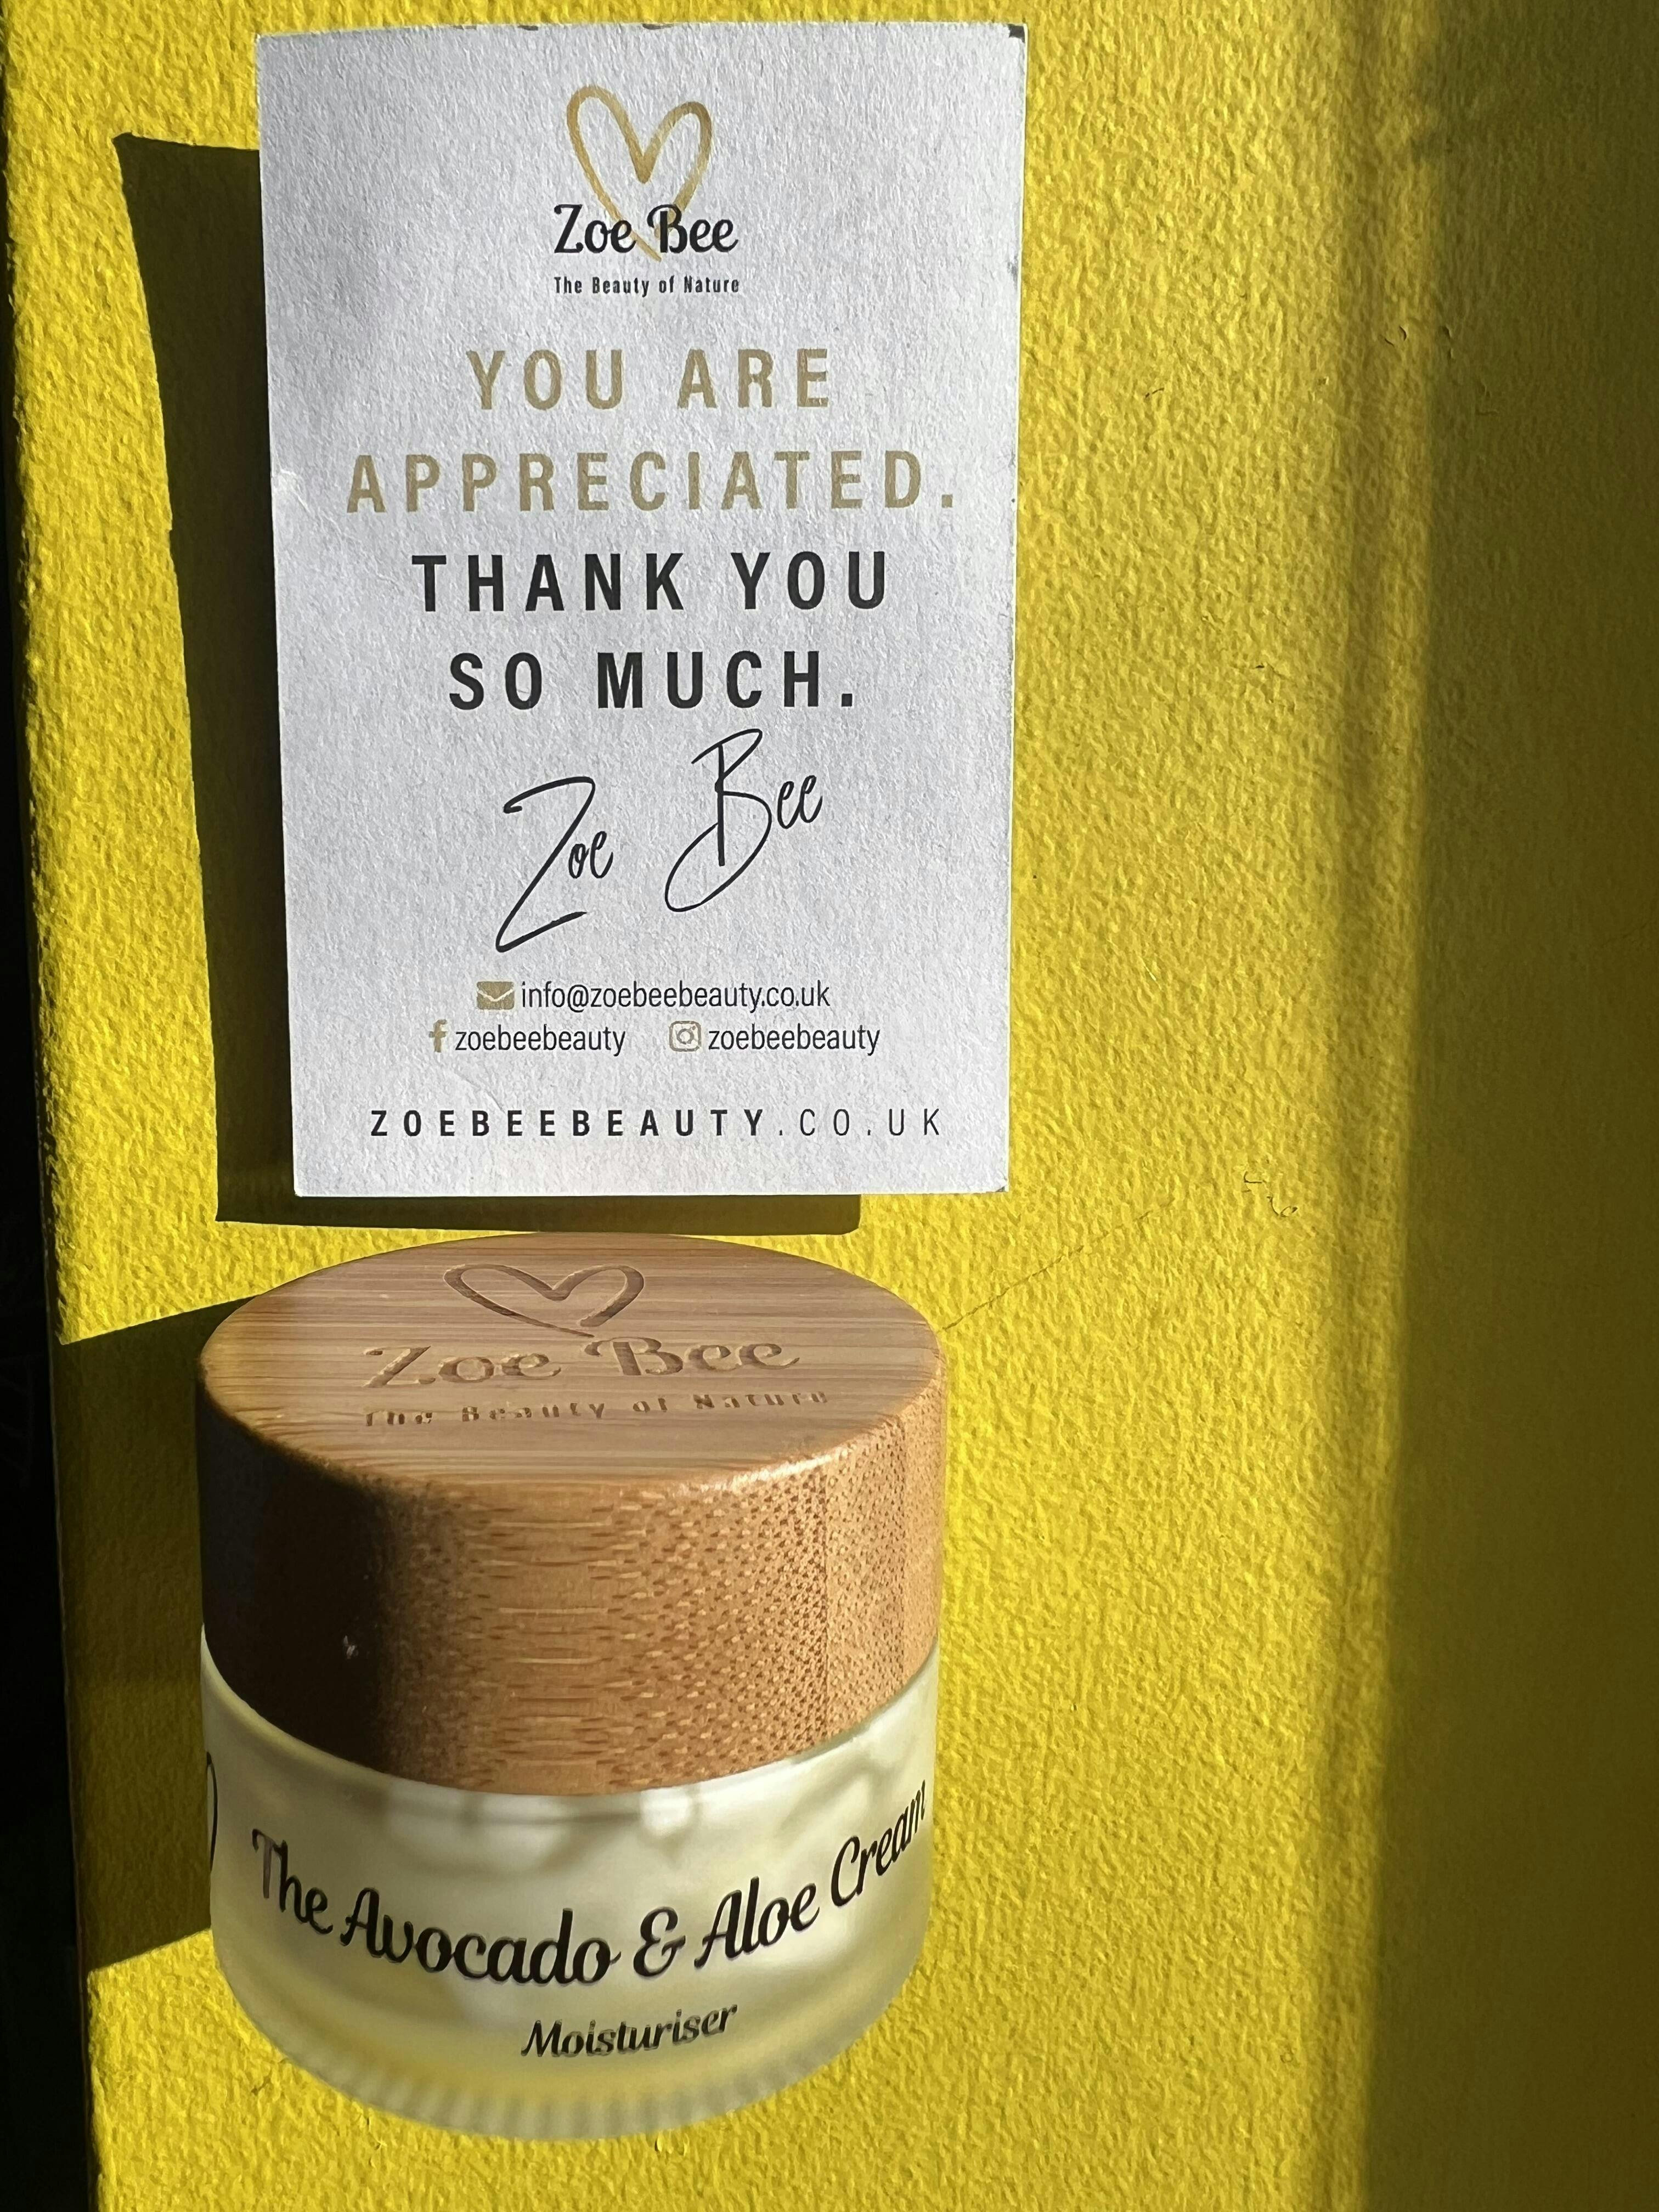 Zoe Bee
The Beauty of Nature
YOU ARE
APPRECIATED.
THANK YOU
SO MUCH.
Zoe Bee
info@zoebeebeauty.co.uk
zoebeebeauty zoebeebeauty
ZOEBEEBEAUTY.CO.UK
Zoe Bee
The Beauty of Nature
The Avocado & Aloe Cream
Moisturiser